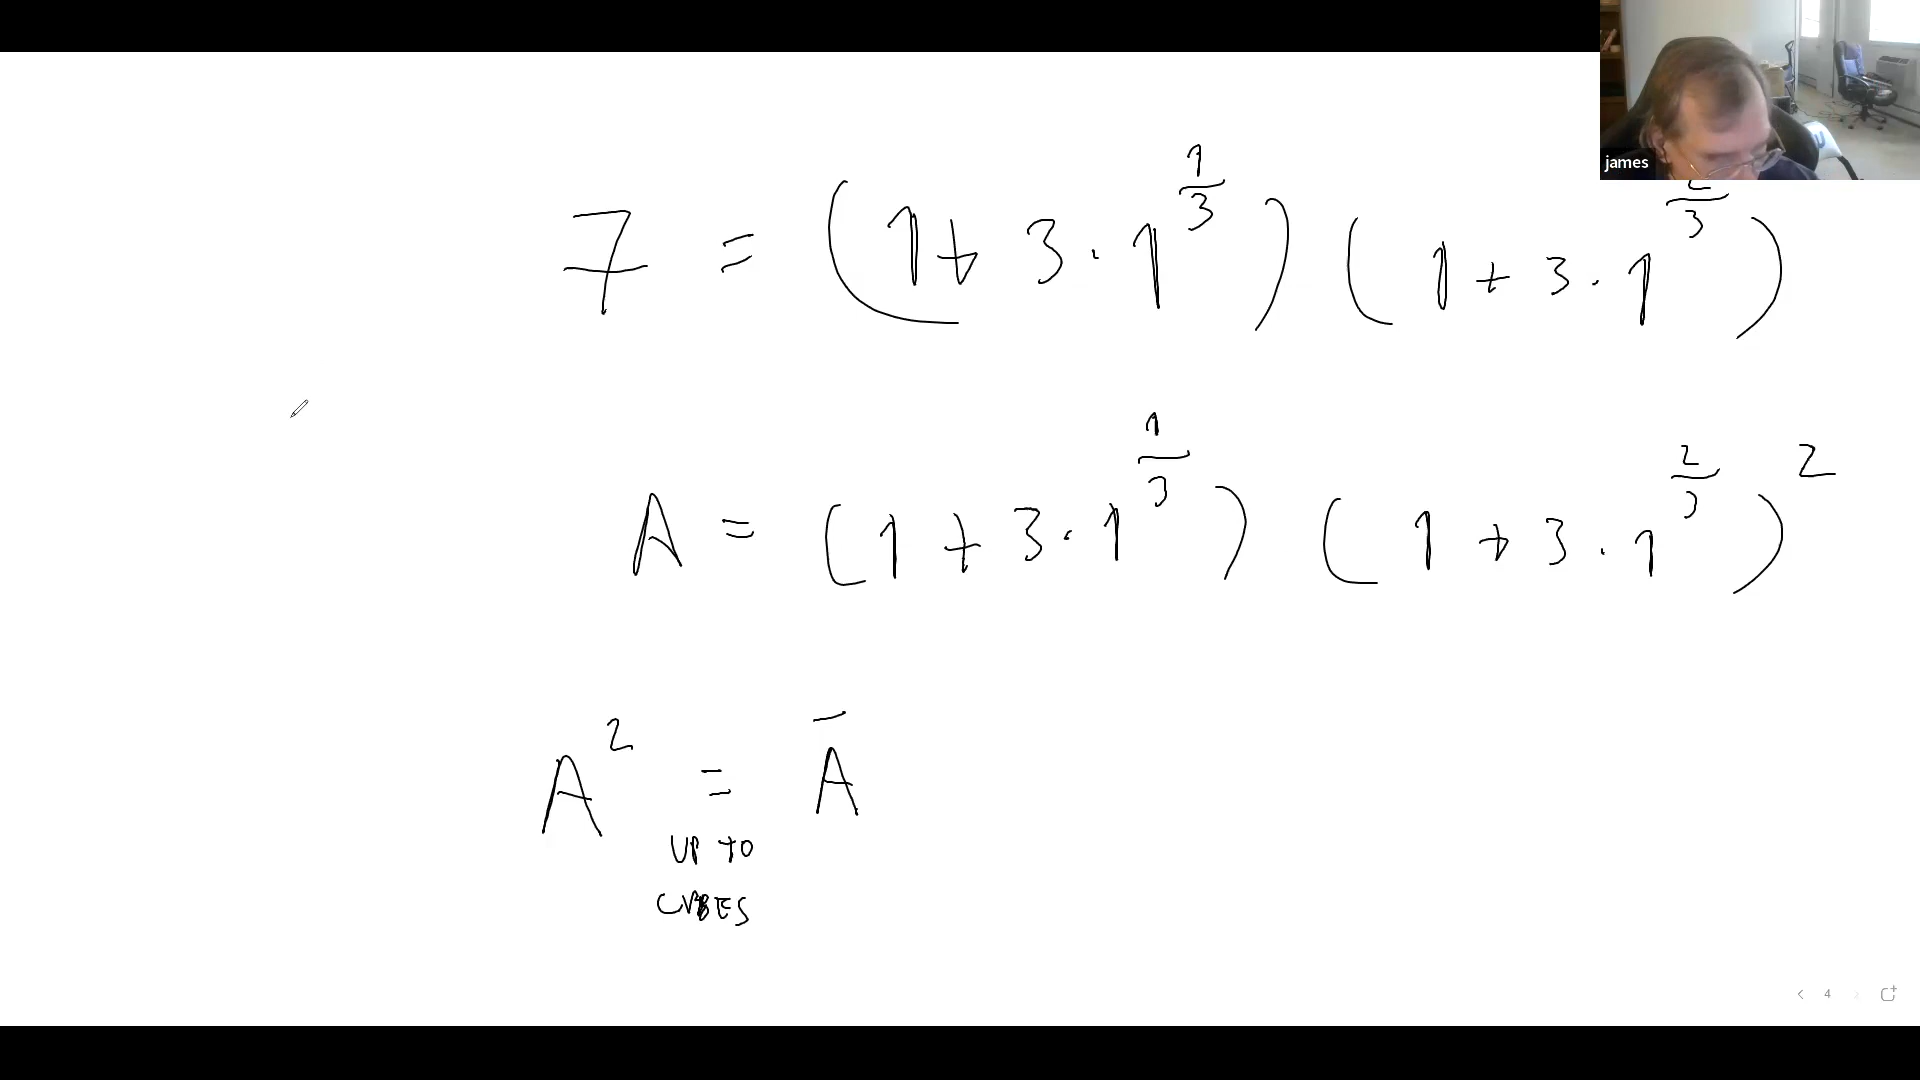 james
7 = (1 + 3 · 1^{1/3}) (1 + 3 · 1^{2/3})
A = (1 + 3 · 1^{1/3}) (1 + 3 · 1^{2/3})^2
A^2 = \bar{A}
UP TO
CUBES
4